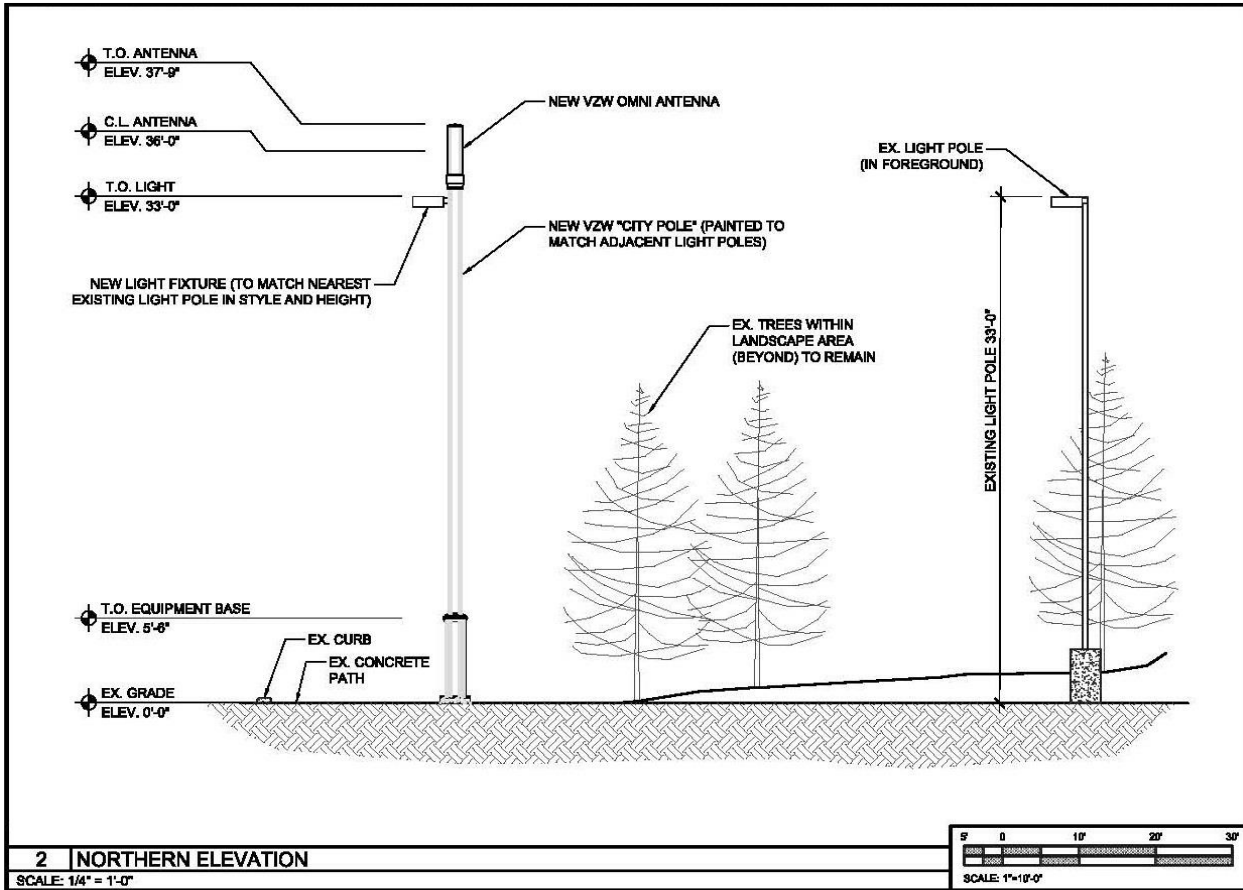 T.O. ANTENNA
ELEV. 37'-9"
C.L. ANTENNA
ELEV. 36'-0"
T.O. LIGHT
ELEV. 33'-0"
NEW VZW OMNI ANTENNA
EX. LIGHT POLE
(IN FOREGROUND)
NEW VZW "CITY POLE" (PAINTED TO
MATCH ADJACENT LIGHT POLES)
NEW LIGHT FIXTURE (TO MATCH NEAREST
EXISTING LIGHT POLE IN STYLE AND HEIGHT)
EX. TREES WITHIN
LANDSCAPE AREA
(BEYOND) TO REMAIN
EXISTING LIGHT POLE 33'-0"
T.O. EQUIPMENT BASE
ELEV. 5'-6"
EX. CURB
EX. CONCRETE
PATH
EX. GRADE
ELEV. 0'-0"
2 NORTHERN ELEVATION
SCALE: 1/4" = 1'-0"
5' 0 10' 20' 30'
SCALE: 1"=10'-0"